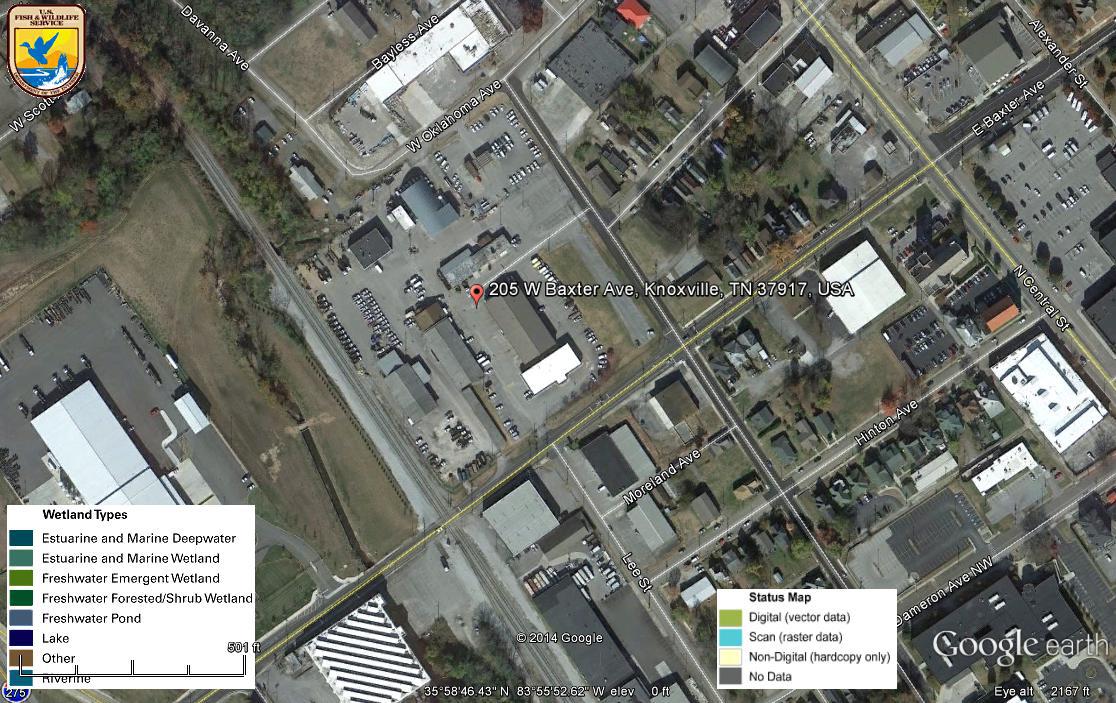 U.S.
FISH & WILDLIFE
SERVICE
Davanna Ave
Bayless Ave
W Oklahoma Ave
Alexander St
E Baxter Ave
W Scott
205 W Baxter Ave, Knoxville, TN 37917, USA
N Central St
Hinton Ave
Moreland Ave
Lee St
Dameron Ave NW
Wetland Types
Estuarine and Marine Deepwater
Estuarine and Marine Wetland
Freshwater Emergent Wetland
Freshwater Forested/Shrub Wetland
Freshwater Pond
Lake
Other
Riverine
501 ft
275
Status Map
Digital (vector data)
Scan (raster data)
Non-Digital (hardcopy only)
No Data
© 2014 Google
Google earth
35°58'46.43" N 83°55'52.62" W elev 0 ft
Eye alt 2167 ft